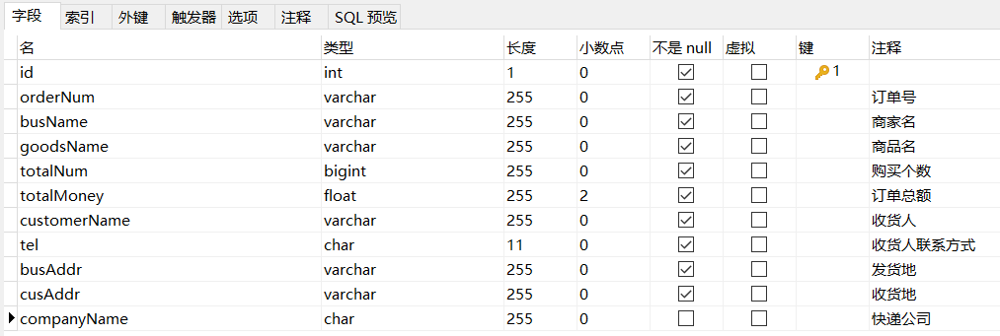 字段 索引 外键 触发器 选项 注释 SQL 预览
名 类型 长度 小数点 不是 null 虚拟 键 注释
id int 1 0 1
orderNum varchar 255 0 订单号
busName varchar 255 0 商家名
goodsName varchar 255 0 商品名
totalNum bigint 255 0 购买个数
totalMoney float 255 2 订单总额
customerName varchar 255 0 收货人
tel char 11 0 收货人联系方式
busAddr varchar 255 0 发货地
cusAddr varchar 255 0 收货地
companyName char 255 0 快递公司